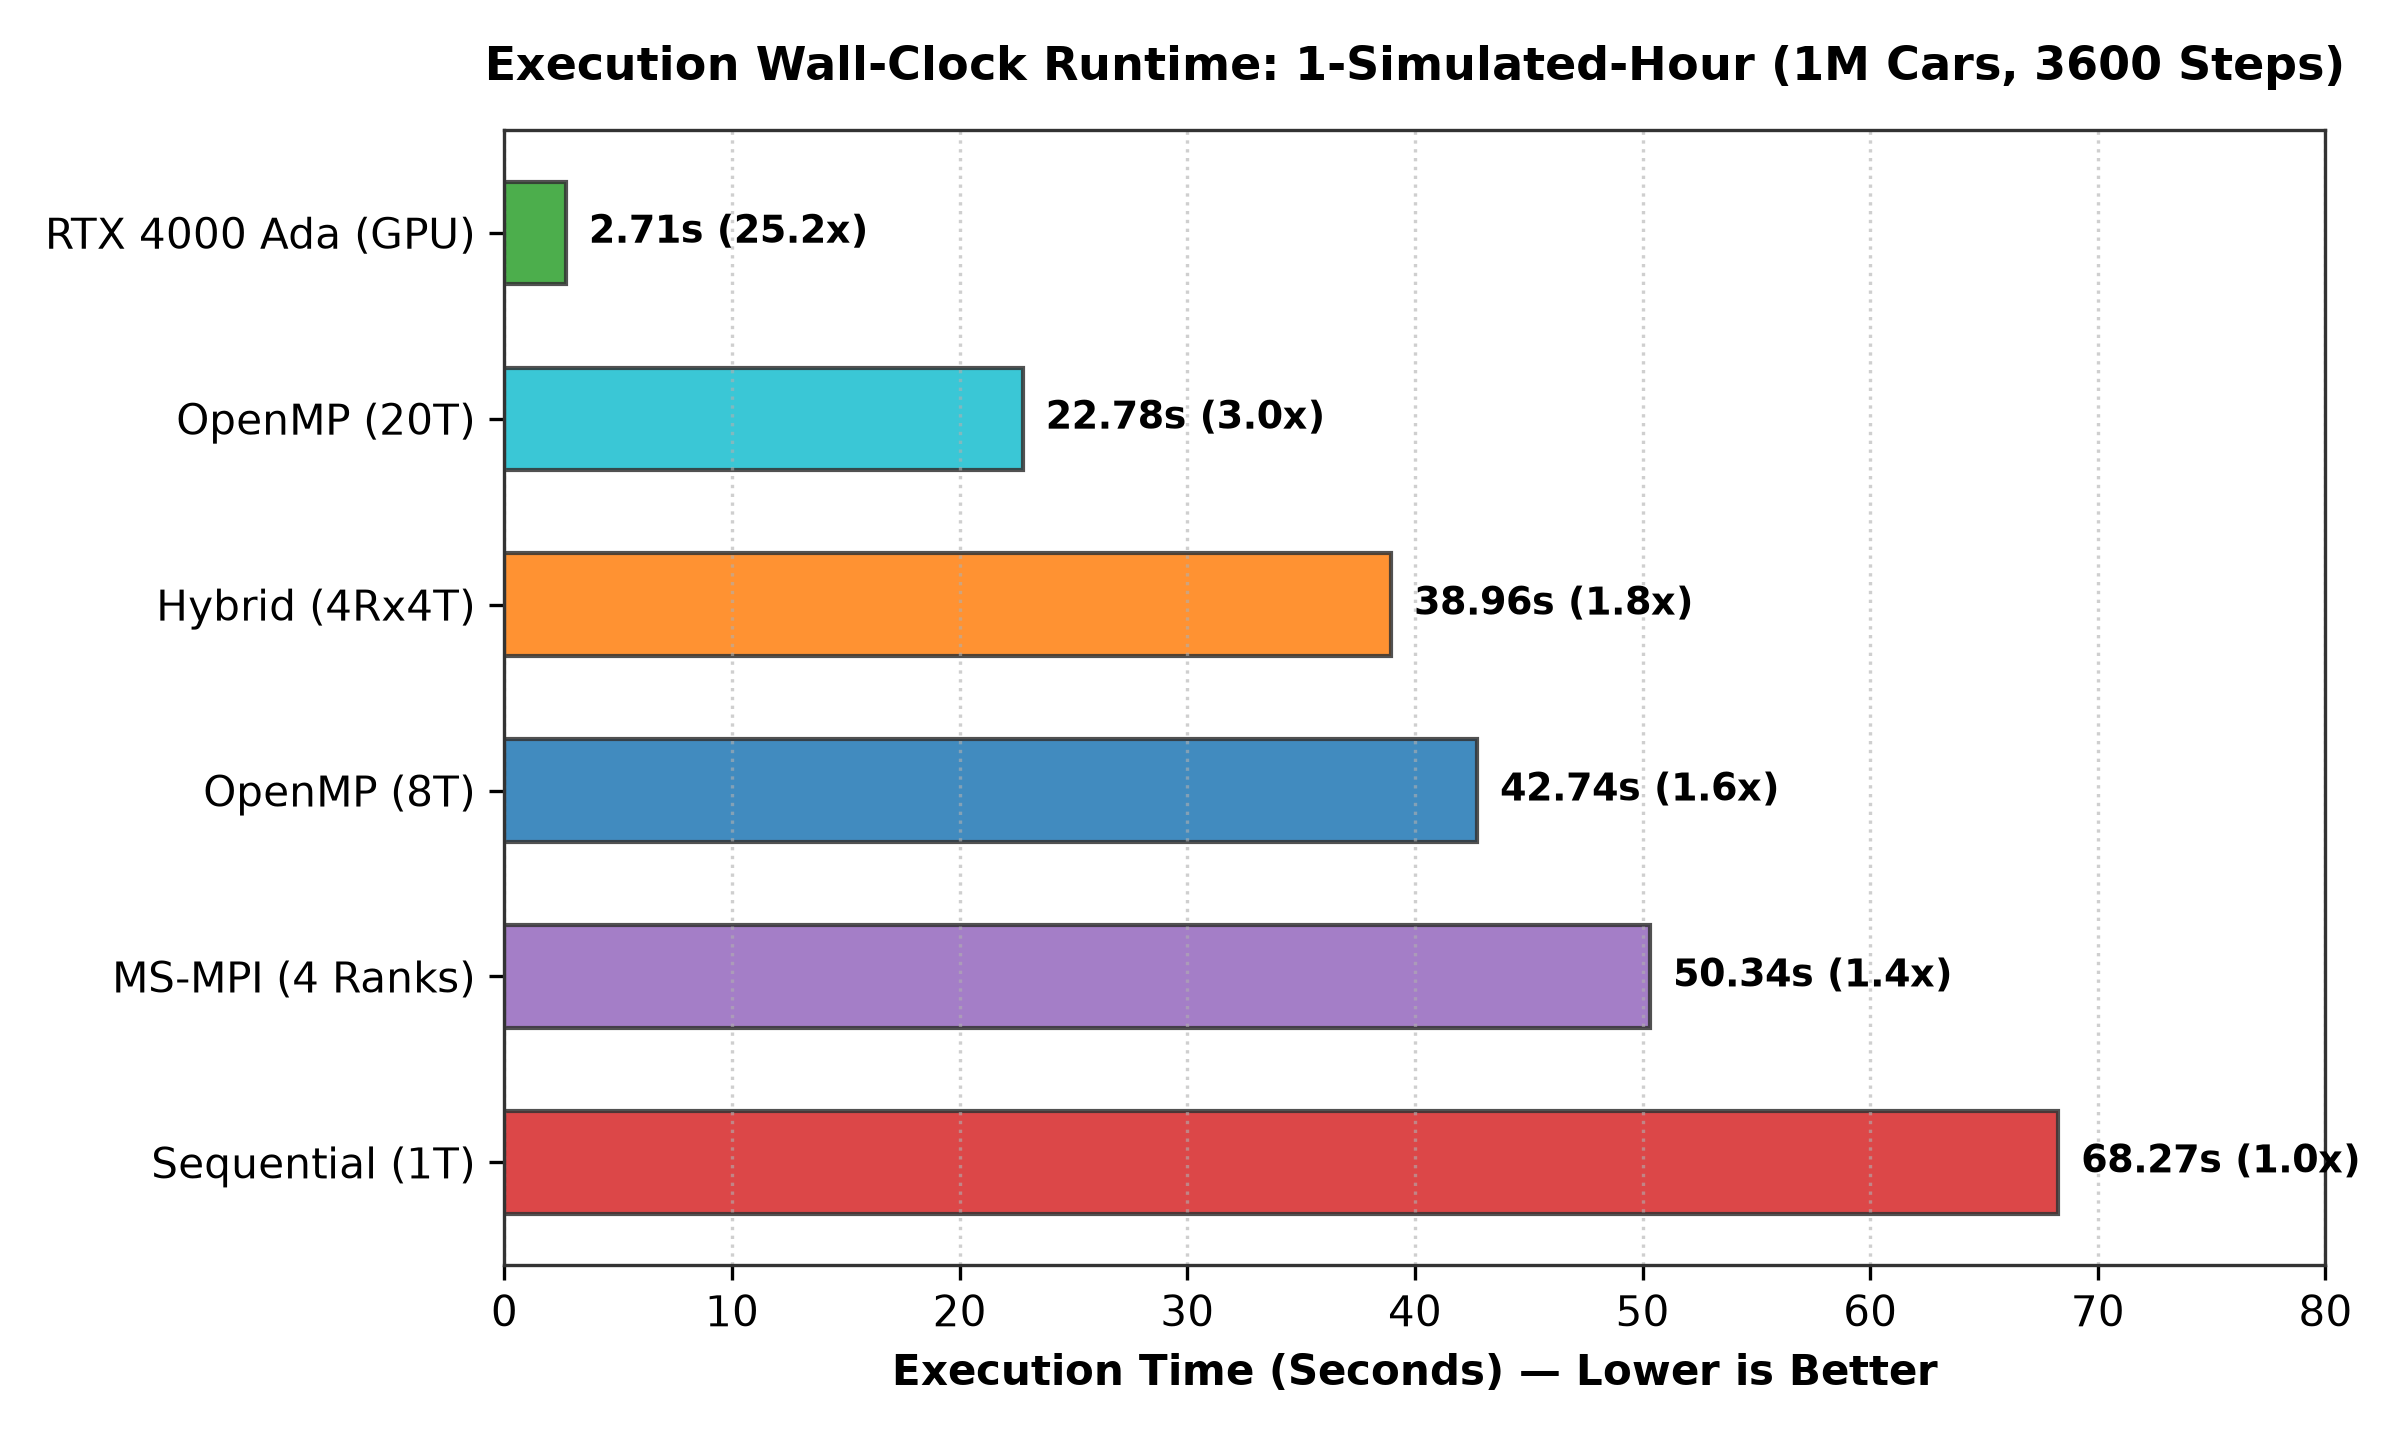 Execution Wall-Clock Runtime: 1-Simulated-Hour (1M Cars, 3600 Steps)
RTX 4000 Ada (GPU)
2.71s (25.2x)
OpenMP (20T)
22.78s (3.0x)
Hybrid (4Rx4T)
38.96s (1.8x)
OpenMP (8T)
42.74s (1.6x)
MS-MPI (4 Ranks)
50.34s (1.4x)
Sequential (1T)
68.27s (1.0x)
0 10 20 30 40 50 60 70 80
Execution Time (Seconds) — Lower is Better